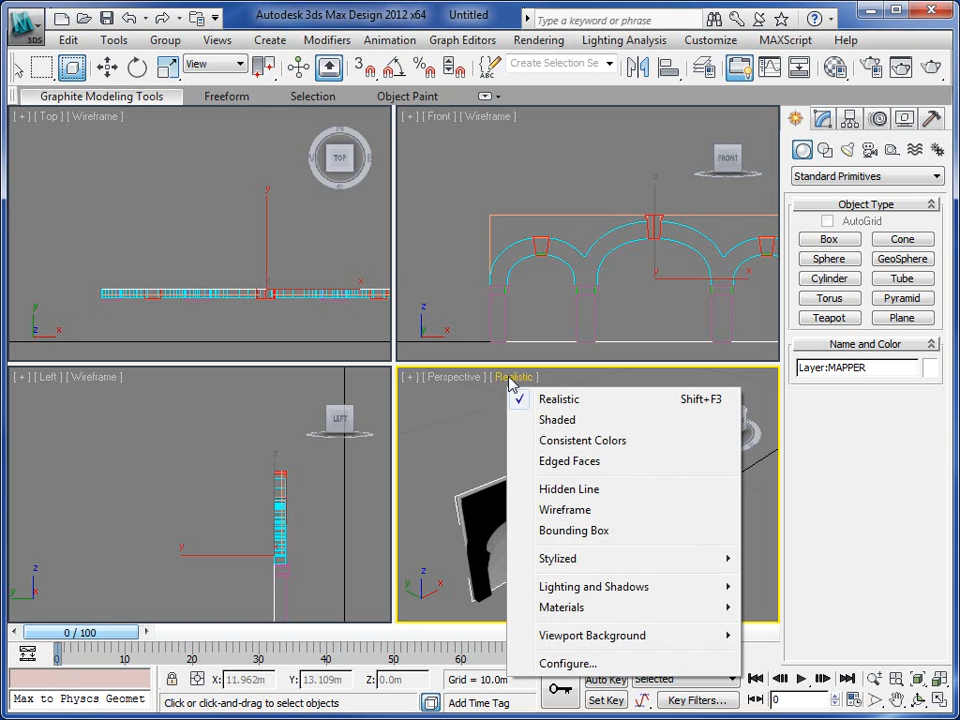 Autodesk 3ds Max Design 2012 x64 Untitled
Type a keyword or phrase
3DS
Edit Tools Group Views Create Modifiers Animation Graph Editors Rendering Lighting Analysis Customize MAXScript Help
View
3
Create Selection Se
ABC
Graphite Modeling Tools Freeform Selection Object Paint
[ + ] [ Top ] [ Wireframe ]
[ + ] [ Front ] [ Wireframe ]
N
TOP
S
FRONT
y
x
z
z
y
x
y
z
x
z
x
Standard Primitives
Object Type
AutoGrid
Box Cone
Sphere GeoSphere
Cylinder Tube
Torus Pyramid
Teapot Plane
Name and Color
Layer:MAPPER
[ + ] [ Left ] [ Wireframe ]
[ + ] [ Perspective ] [ Realistic ]
LEFT
z
y
z
y
z
y
x
Realistic Shift+F3
Shaded
Consistent Colors
Edged Faces
Hidden Line
Wireframe
Bounding Box
Stylized
Lighting and Shadows
Materials
Viewport Background
Configure...
0 / 100
0 10 20 30 40 50 60
Max to Physcs Geomet
X: 11.962m Y: 13.109m Z: 0.0m
Grid = 10.0m
Click or click-and-drag to select objects
Add Time Tag
Auto Key Selected
Set Key Key Filters...
0